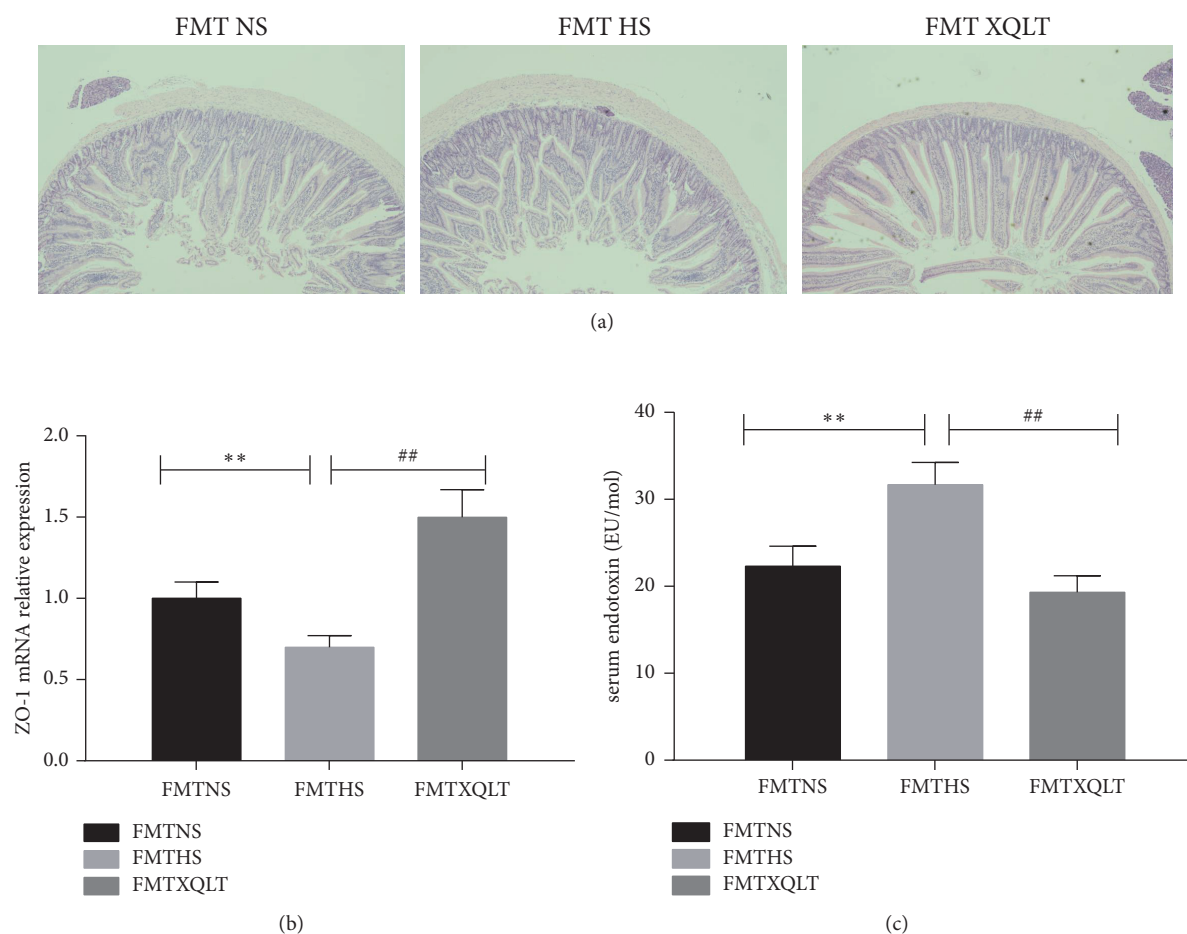 FMT NS
FMT HS
FMT XQLT
(a)
ZO-1 mRNA relative expression
2.0
1.5
1.0
0.5
0.0
**
##
FMTNS
FMTHS
FMTXQLT
FMTNS
FMTHS
FMTXQLT
(b)
serum endotoxin (EU/mol)
40
30
20
10
0
**
##
FMTNS
FMTHS
FMTXQLT
FMTNS
FMTHS
FMTXQLT
(c)